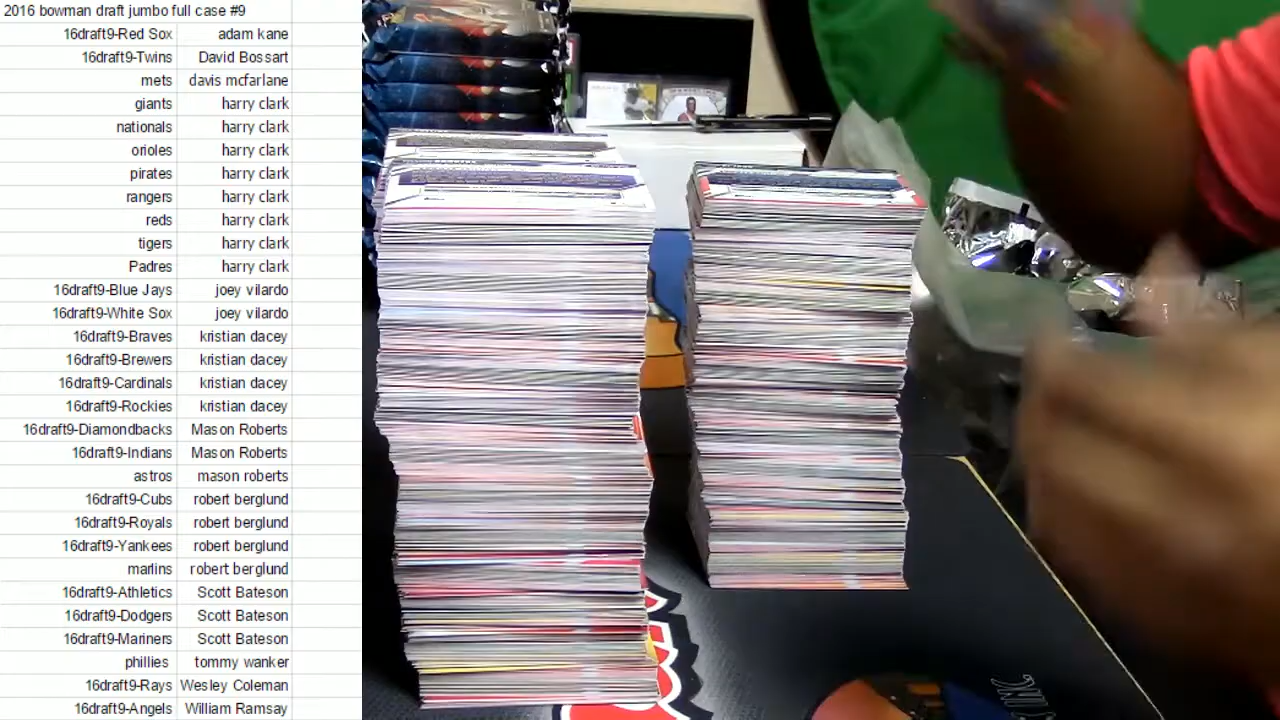 2016 bowman draft jumbo full case #9
16draft9-Red Sox adam kane
16draft9-Twins David Bossart
mets davis mcfarlane
giants harry clark
nationals harry clark
orioles harry clark
pirates harry clark
rangers harry clark
reds harry clark
tigers harry clark
Padres harry clark
16draft9-Blue Jays joey vilardo
16draft9-White Sox joey vilardo
16draft9-Braves kristian dacey
16draft9-Brewers kristian dacey
16draft9-Cardinals kristian dacey
16draft9-Rockies kristian dacey
16draft9-Diamondbacks Mason Roberts
16draft9-Indians Mason Roberts
astros mason roberts
16draft9-Cubs robert berglund
16draft9-Royals robert berglund
16draft9-Yankees robert berglund
marlins robert berglund
16draft9-Athletics Scott Bateson
16draft9-Dodgers Scott Bateson
16draft9-Mariners Scott Bateson
phillies tommy wanker
16draft9-Rays Wesley Coleman
16draft9-Angels William Ramsay